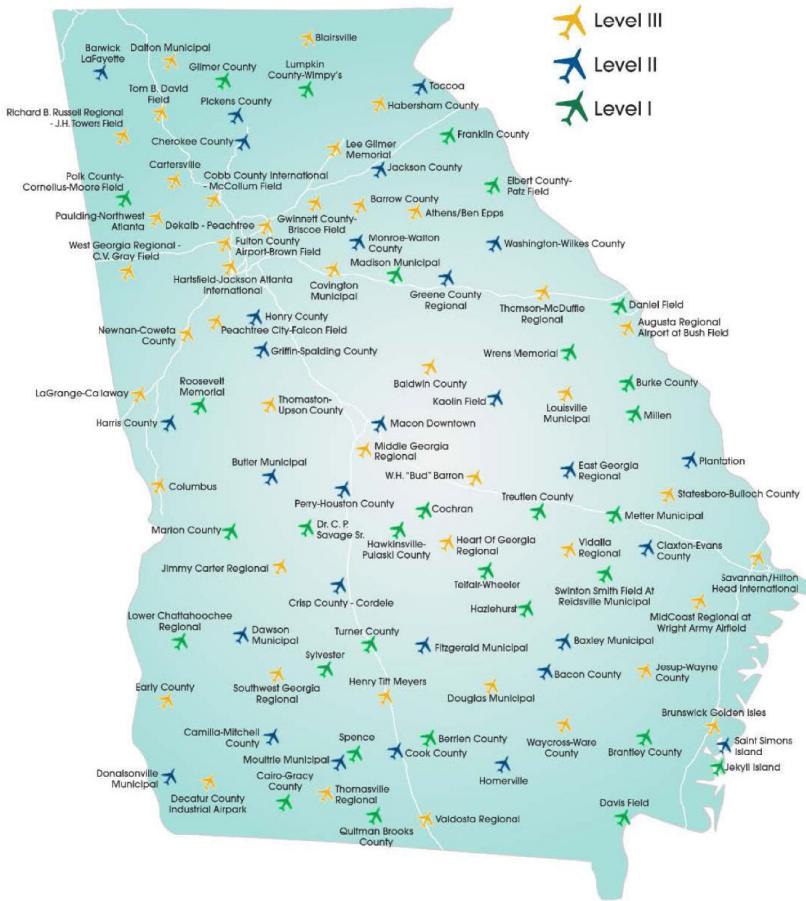 Level III
Level II
Level I
Blairsville
Barwick
LaFayette
Dalton Municipal
Gilmer County
Lumpkin
County-Wimpy's
Toccoa
Tom B. David
Field
Pickens County
Habersham County
Richard B. Russell Regional
- J.H. Towers Field
Cherokee County
Franklin County
Lee Gilmer
Memorial
Cartersville
Cobb County International
- McCollum Field
Jackson County
Polk County-
Cornelius-Moore Field
Elbert County-
Patz Field
Barrow County
Athens/Ben Epps
Paulding-Northwest
Atlanta
Dekalb - Peachtree
Gwinnett County-
Briscoe Field
West Georgia Regional -
C.V. Gray Field
Fulton County
Airport-Brown Field
Monroe-Walton
County
Washington-Wilkes County
Madison Municipal
Hartsfield-Jackson Atlanta
International
Covington
Municipal
Greene County
Regional
Thomson-McDuffie
Regional
Daniel Field
Augusta Regional
Airport at Bush Field
Henry County
Peachtree City-Falcon Field
Newnan-Coweta
County
Griffin-Spalding County
Wrens Memorial
Baldwin County
Burke County
LaGrange-Callaway
Roosevelt
Memorial
Thomaston-
Upson County
Kaolin Field
Louisville
Municipal
Millen
Harris County
Macon Downtown
Middle Georgia
Regional
Butler Municipal
W.H. "Bud" Barron
East Georgia
Regional
Plantation
Columbus
Perry-Houston County
Statesboro-Bulloch County
Cochran
Treutlen County
Metter Municipal
Marion County
Dr. C. P.
Savage Sr.
Hawkinsville-
Pulaski County
Heart Of Georgia
Regional
Vidalia
Regional
Claxton-Evans
County
Savannah/Hilton
Head International
Jimmy Carter Regional
Telfair-Wheeler
Swinton Smith Field At
Reidsville Municipal
Crisp County - Cordele
Hazlehurst
MidCoast Regional at
Wright Army Airfield
Lower Chattahoochee
Regional
Dawson
Municipal
Turner County
Fitzgerald Municipal
Baxley Municipal
Sylvester
Bacon County
Jesup-Wayne
County
Early County
Southwest Georgia
Regional
Henry Tift Meyers
Douglas Municipal
Brunswick Golden Isles
Camilla-Mitchell
County
Spence
Berrien County
Waycross-Ware
County
Brantley County
Saint Simons
Island
Moultrie Municipal
Cook County
Homerville
Jekyll Island
Donalsonville
Municipal
Cairo-Gracy
County
Decatur County
Industrial Airpark
Thomasville
Regional
Quitman Brooks
County
Valdosta Regional
Davis Field